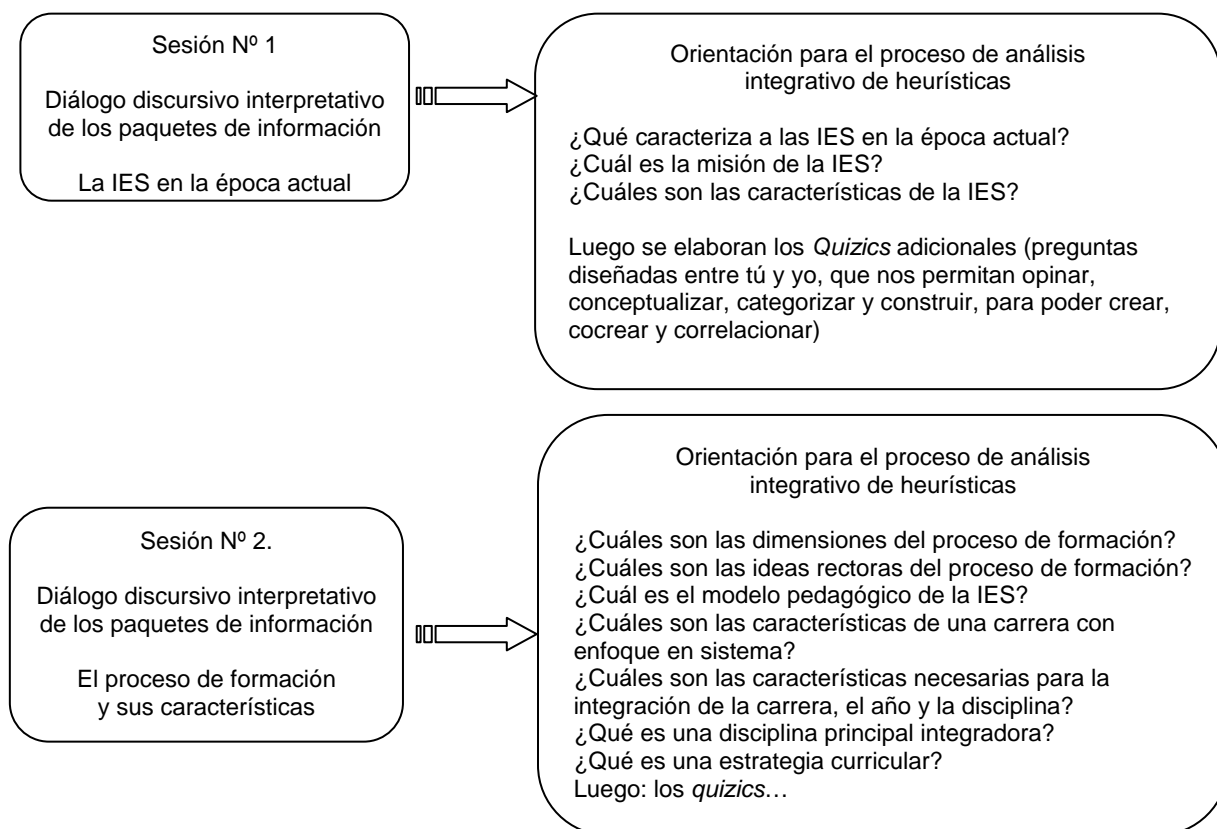 Sesión Nº 1
Diálogo discursivo interpretativo
de los paquetes de información
La IES en la época actual
Orientación para el proceso de análisis
integrativo de heurísticas
¿Qué caracteriza a las IES en la época actual?
¿Cuál es la misión de la IES?
¿Cuáles son las características de la IES?
Luego se elaboran los Quizics adicionales (preguntas
diseñadas entre tú y yo, que nos permitan opinar,
conceptualizar, categorizar y construir, para poder crear,
cocrear y correlacionar)
Sesión Nº 2.
Diálogo discursivo interpretativo
de los paquetes de información
El proceso de formación
y sus características
Orientación para el proceso de análisis
integrativo de heurísticas
¿Cuáles son las dimensiones del proceso de formación?
¿Cuáles son las ideas rectoras del proceso de formación?
¿Cuál es el modelo pedagógico de la IES?
¿Cuáles son las características de una carrera con
enfoque en sistema?
¿Cuáles son las características necesarias para la
integración de la carrera, el año y la disciplina?
¿Qué es una disciplina principal integradora?
¿Qué es una estrategia curricular?
Luego: los quizics…